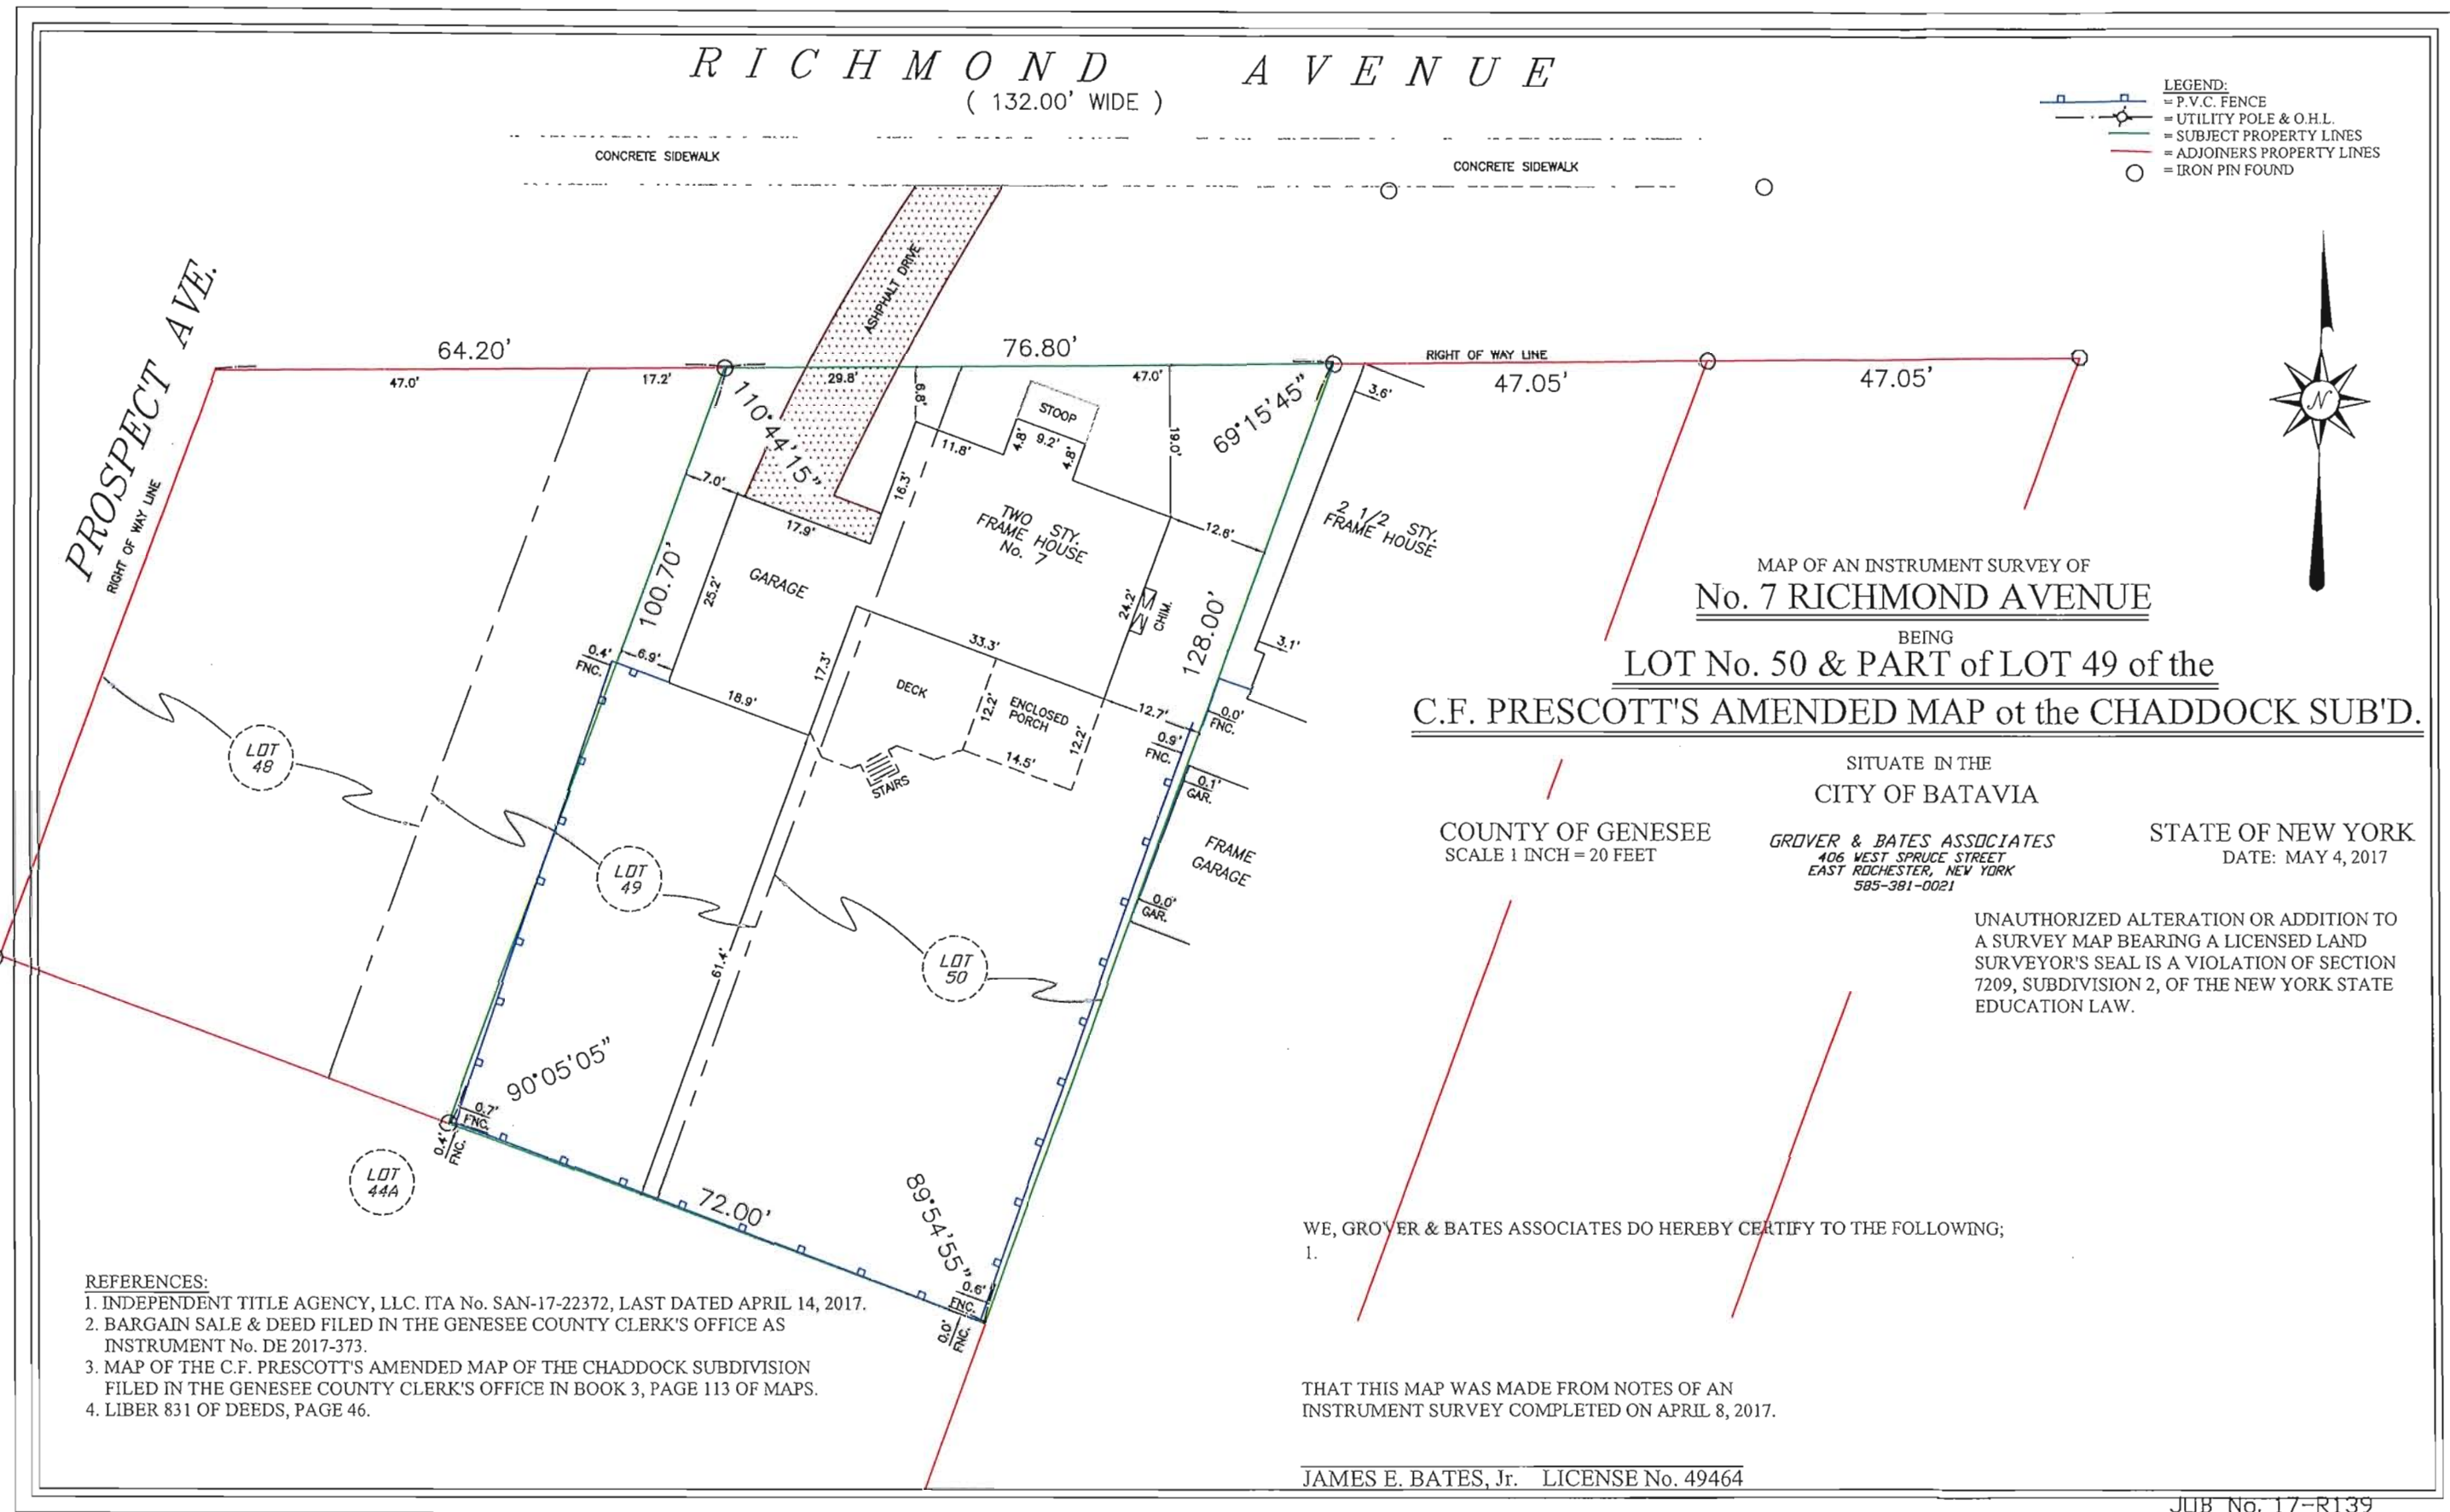 RICHMOND AVENUE
( 132.00' WIDE )
LEGEND:
= P.V.C. FENCE
= UTILITY POLE & O.H.L.
= SUBJECT PROPERTY LINES
= ADJOINERS PROPERTY LINES
= IRON PIN FOUND
CONCRETE SIDEWALK
CONCRETE SIDEWALK
ASHPHALT DRIVE
PROSPECT AVE.
RIGHT OF WAY LINE
64.20'
76.80'
RIGHT OF WAY LINE
47.0'
17.2'
29.8'
47.0'
47.05'
47.05'
3.6'
6.8'
110°44'15"
69°15'45"
STOOP
11.8'
4.8'
9.2'
4.8'
19.0'
7.0'
16.3'
17.9'
12.6'
TWO STY.
FRAME HOUSE
No. 7
2 1/2 STY.
FRAME HOUSE
N
100.70'
25.2'
GARAGE
24.2'
CHIM.
128.00'
3.1'
0.4'
FNC.
6.9'
33.3'
17.3'
18.9'
DECK
12.2'
ENCLOSED
PORCH
12.2'
14.5'
12.7'
0.0'
FNC.
0.9'
FNC.
STAIRS
0.1'
GAR.
FRAME
GARAGE
0.0'
GAR.
LOT
48
LOT
49
LOT
50
61.4'
90°05'05"
0.7'
FNC.
0.4'
FNC.
LOT
44A
72.00'
89°54'55"
0.6'
FNC.
0.0'
FNC.
MAP OF AN INSTRUMENT SURVEY OF
No. 7 RICHMOND AVENUE
BEING
LOT No. 50 & PART of LOT 49 of the
C.F. PRESCOTT'S AMENDED MAP ot the CHADDOCK SUB'D.
SITUATE IN THE
CITY OF BATAVIA
COUNTY OF GENESEE
SCALE 1 INCH = 20 FEET
GROVER & BATES ASSOCIATES
406 WEST SPRUCE STREET
EAST ROCHESTER, NEW YORK
585-381-0021
STATE OF NEW YORK
DATE: MAY 4, 2017
UNAUTHORIZED ALTERATION OR ADDITION TO
A SURVEY MAP BEARING A LICENSED LAND
SURVEYOR'S SEAL IS A VIOLATION OF SECTION
7209, SUBDIVISION 2, OF THE NEW YORK STATE
EDUCATION LAW.
WE, GROVER & BATES ASSOCIATES DO HEREBY CERTIFY TO THE FOLLOWING;
1.
REFERENCES:
1. INDEPENDENT TITLE AGENCY, LLC. ITA No. SAN-17-22372, LAST DATED APRIL 14, 2017.
2. BARGAIN SALE & DEED FILED IN THE GENESEE COUNTY CLERK'S OFFICE AS
INSTRUMENT No. DE 2017-373.
3. MAP OF THE C.F. PRESCOTT'S AMENDED MAP OF THE CHADDOCK SUBDIVISION
FILED IN THE GENESEE COUNTY CLERK'S OFFICE IN BOOK 3, PAGE 113 OF MAPS.
4. LIBER 831 OF DEEDS, PAGE 46.
THAT THIS MAP WAS MADE FROM NOTES OF AN
INSTRUMENT SURVEY COMPLETED ON APRIL 8, 2017.
JAMES E. BATES, Jr. LICENSE No. 49464
JOB No. 17-R139